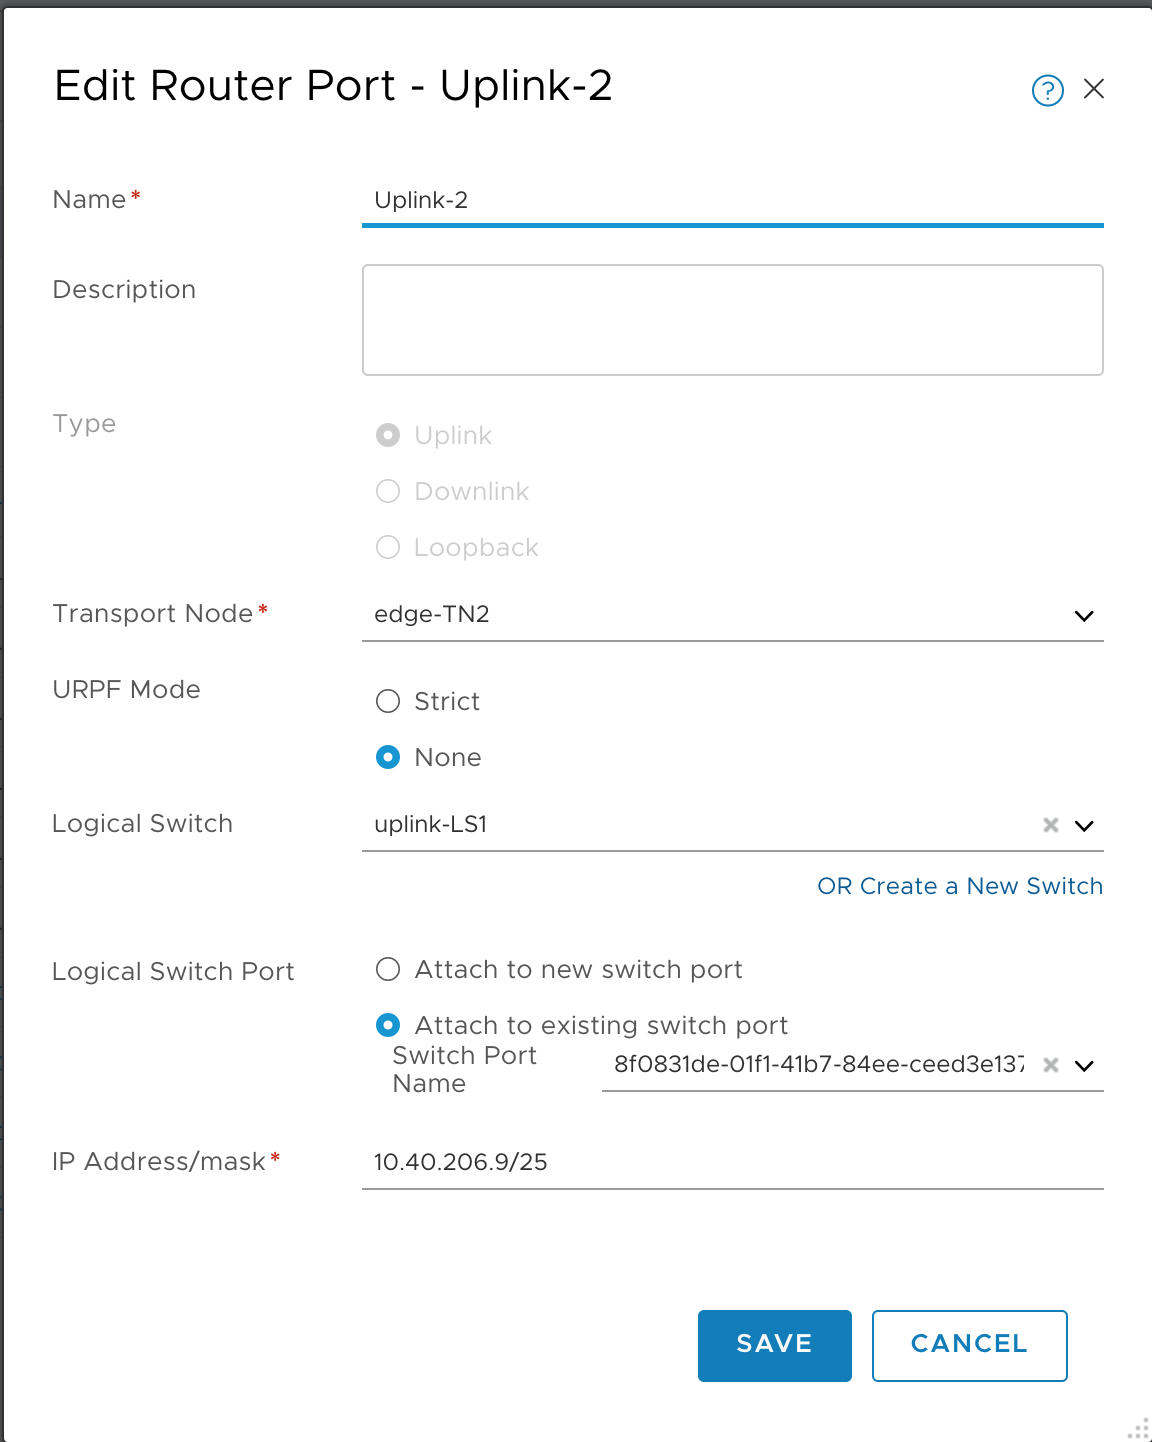 Edit Router Port - Uplink-2
?
Name*
Uplink-2
Description
Type
Uplink
Downlink
Loopback
Transport Node*
edge-TN2
URPF Mode
Strict
None
Logical Switch
uplink-LS1
OR Create a New Switch
Logical Switch Port
Attach to new switch port
Attach to existing switch port
Switch Port
Name
8f0831de-01f1-41b7-84ee-ceed3e137
IP Address/mask*
10.40.206.9/25
SAVE
CANCEL